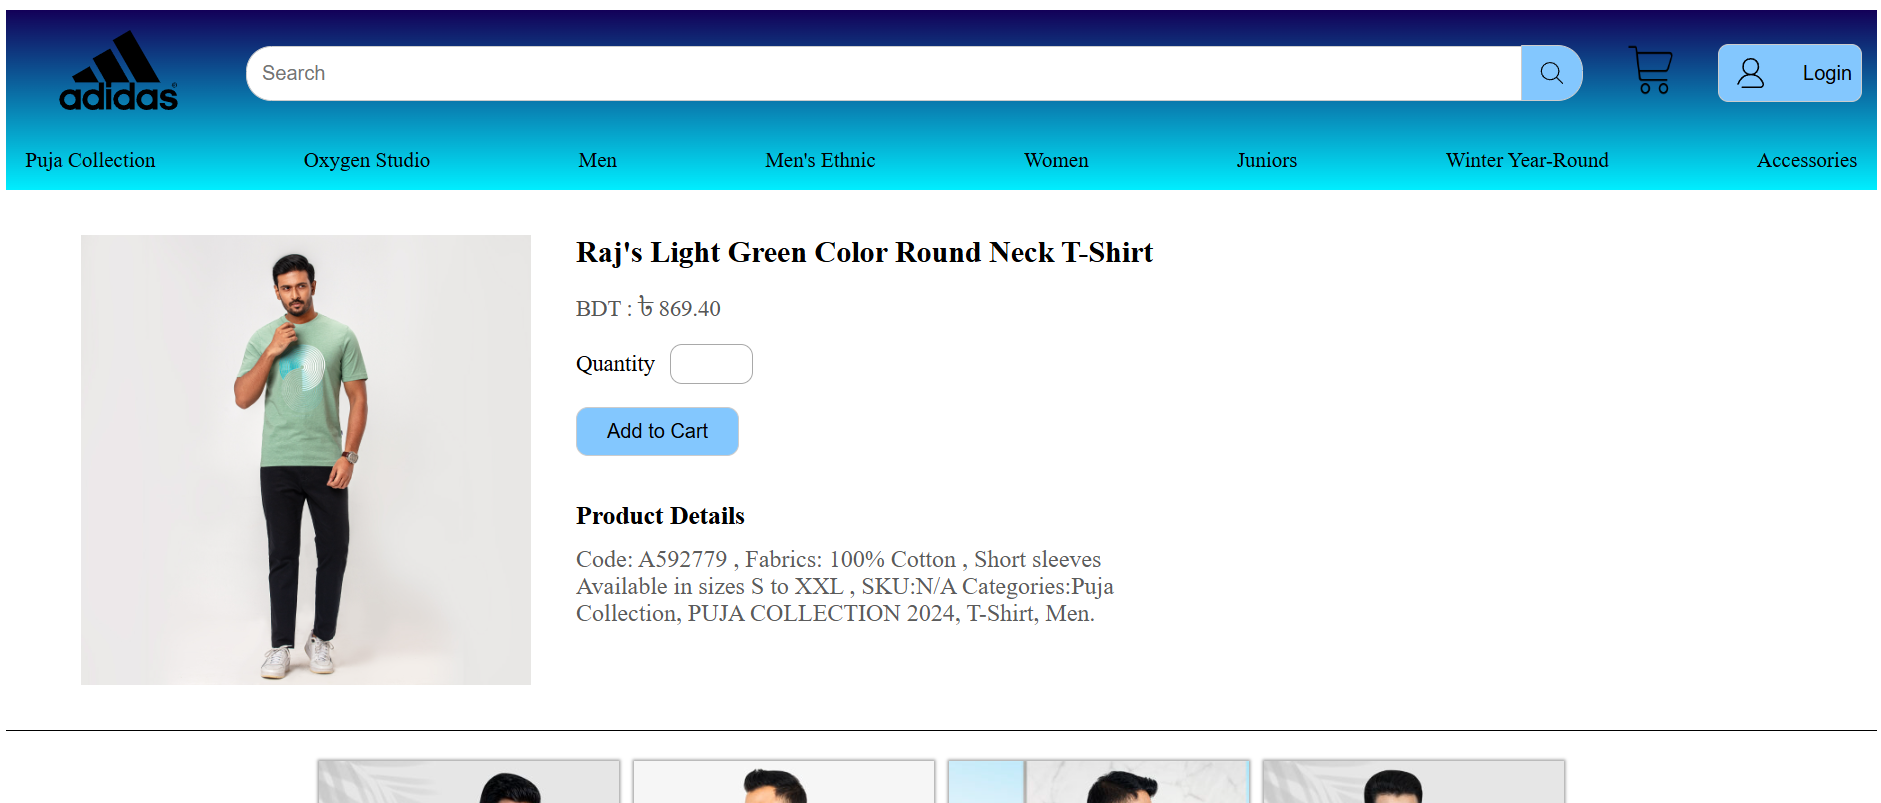 adidas
Search
Login
Puja Collection
Oxygen Studio
Men
Men's Ethnic
Women
Juniors
Winter Year-Round
Accessories
Raj's Light Green Color Round Neck T-Shirt
BDT : ৳ 869.40
Quantity
Add to Cart
Product Details
Code: A592779 , Fabrics: 100% Cotton , Short sleeves
Available in sizes S to XXL , SKU:N/A Categories:Puja
Collection, PUJA COLLECTION 2024, T-Shirt, Men.